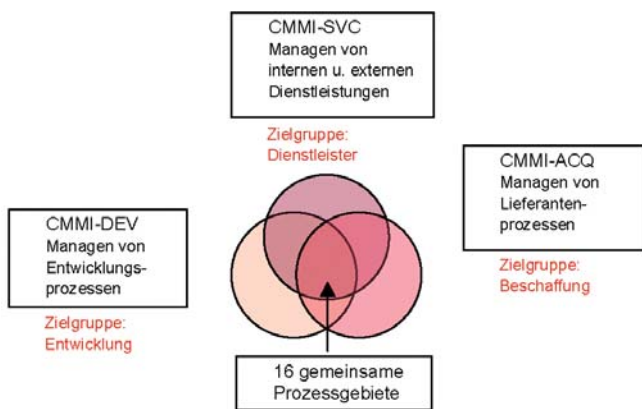 CMMI-SVC
Managen von
internen u. externen
Dienstleistungen
Zielgruppe:
Dienstleister
CMMI-ACQ
Managen von
Lieferanten-
prozessen
Zielgruppe:
Beschaffung
CMMI-DEV
Managen von
Entwicklungs-
prozessen
Zielgruppe:
Entwicklung
16 gemeinsame
Prozessgebiete